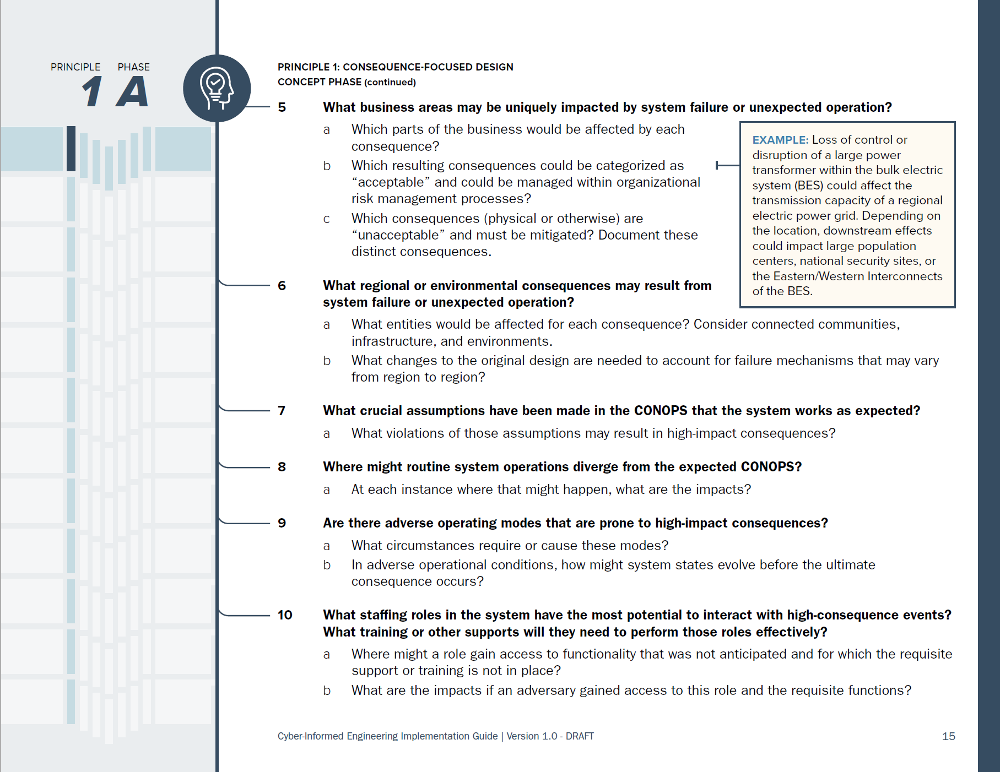 PRINCIPLE PHASE
1 A
PRINCIPLE 1: CONSEQUENCE-FOCUSED DESIGN
CONCEPT PHASE (continued)
5 What business areas may be uniquely impacted by system failure or unexpected operation?
a Which parts of the business would be affected by each
consequence?
b Which resulting consequences could be categorized as
“acceptable” and could be managed within organizational
risk management processes?
c Which consequences (physical or otherwise) are
“unacceptable” and must be mitigated? Document these
distinct consequences.
EXAMPLE: Loss of control or
disruption of a large power
transformer within the bulk electric
system (BES) could affect the
transmission capacity of a regional
electric power grid. Depending on
the location, downstream effects
could impact large population
centers, national security sites, or
the Eastern/Western Interconnects
of the BES.
6 What regional or environmental consequences may result from
system failure or unexpected operation?
a What entities would be affected for each consequence? Consider connected communities,
infrastructure, and environments.
b What changes to the original design are needed to account for failure mechanisms that may vary
from region to region?
7 What crucial assumptions have been made in the CONOPS that the system works as expected?
a What violations of those assumptions may result in high-impact consequences?
8 Where might routine system operations diverge from the expected CONOPS?
a At each instance where that might happen, what are the impacts?
9 Are there adverse operating modes that are prone to high-impact consequences?
a What circumstances require or cause these modes?
b In adverse operational conditions, how might system states evolve before the ultimate
consequence occurs?
10 What staffing roles in the system have the most potential to interact with high-consequence events?
What training or other supports will they need to perform those roles effectively?
a Where might a role gain access to functionality that was not anticipated and for which the requisite
support or training is not in place?
b What are the impacts if an adversary gained access to this role and the requisite functions?
Cyber-Informed Engineering Implementation Guide | Version 1.0 - DRAFT 15